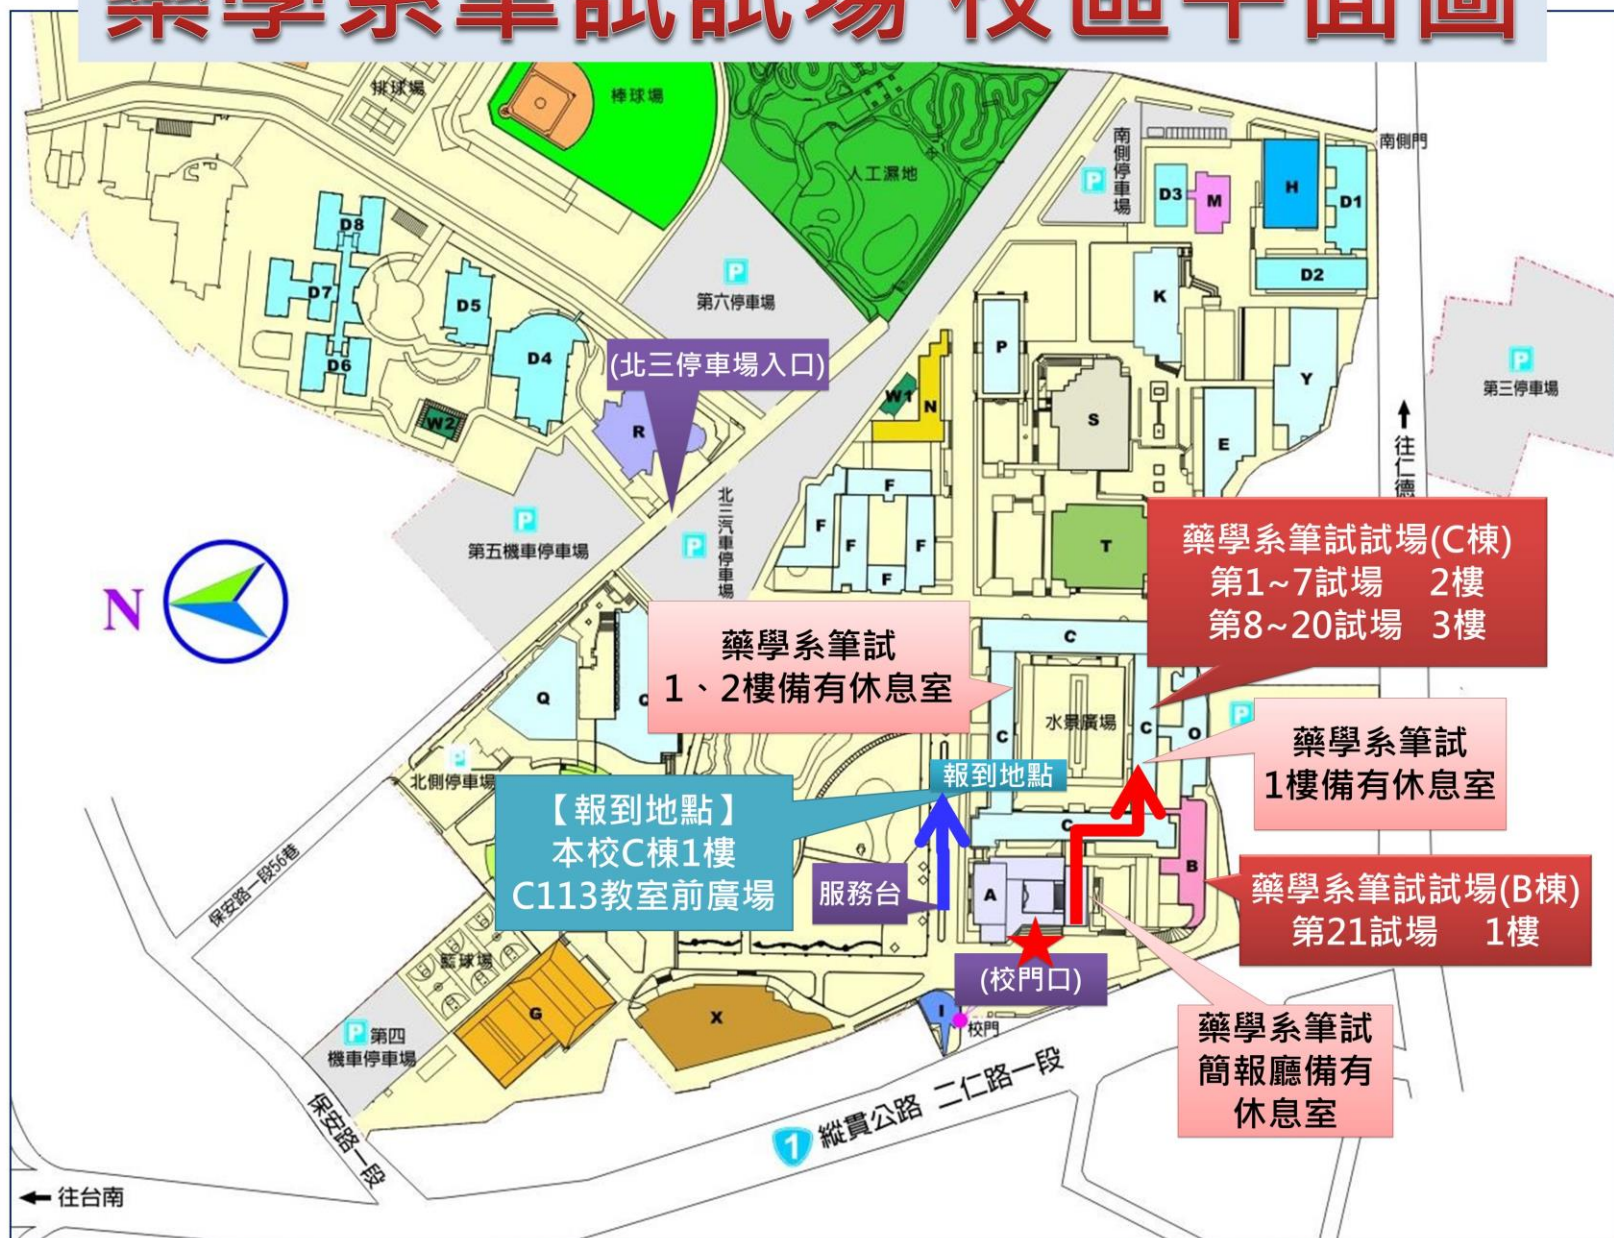 藥學系筆試試場 校區平面圖
排球場
棒球場
人工濕地
南側停車場
P
南側門
D3
M
H
D1
D2
D8
D7
D5
D6
D4
W2
R
P
第六停車場
(北三停車場入口)
K
P
W1
N
S
Y
E
P
第三停車場
往仁德
P
第五機車停車場
P
北三汽車停車場
F
F
F
F
F
T
N
藥學系筆試試場(C棟)
第1~7試場 2樓
第8~20試場 3樓
藥學系筆試
1、2樓備有休息室
C
C
C
C
水景廣場
O
P
Q
Q
藥學系筆試
1樓備有休息室
P
北側停車場
報到地點
【報到地點】
本校C棟1樓
C113教室前廣場
服務台
A
B
藥學系筆試試場(B棟)
第21試場 1樓
(校門口)
保安路一段56巷
籃球場
G
X
I
校門
P 第四
機車停車場
藥學系筆試
簡報廳備有
休息室
保安路一段
1 縱貫公路 二仁路一段
往台南